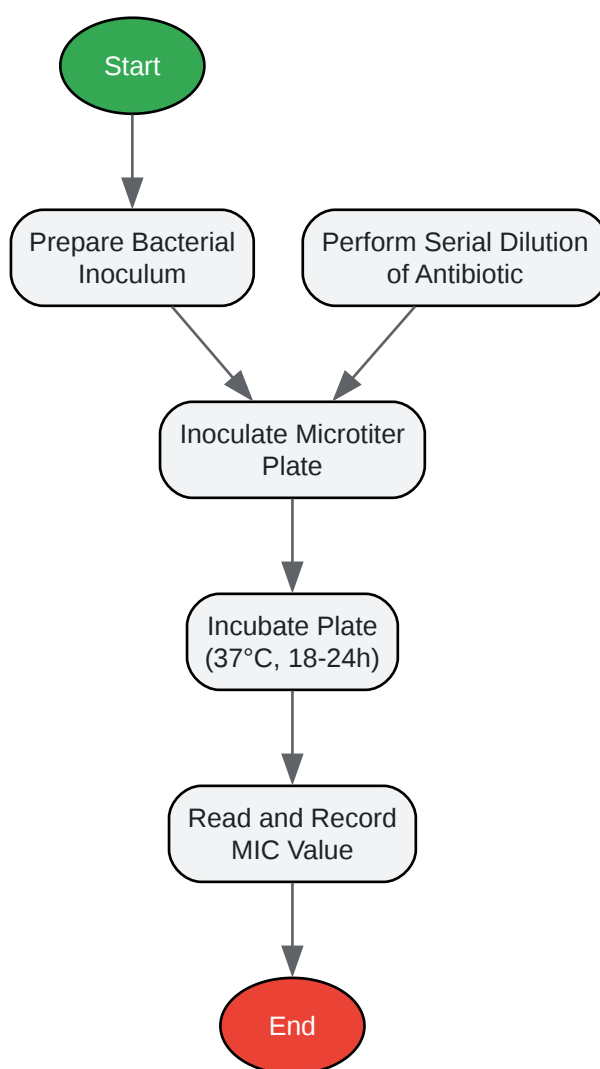 Start
Prepare Bacterial
Inoculum
Perform Serial Dilution
of Antibiotic
Inoculate Microtiter
Plate
Incubate Plate
(37°C, 18-24h)
Read and Record
MIC Value
End